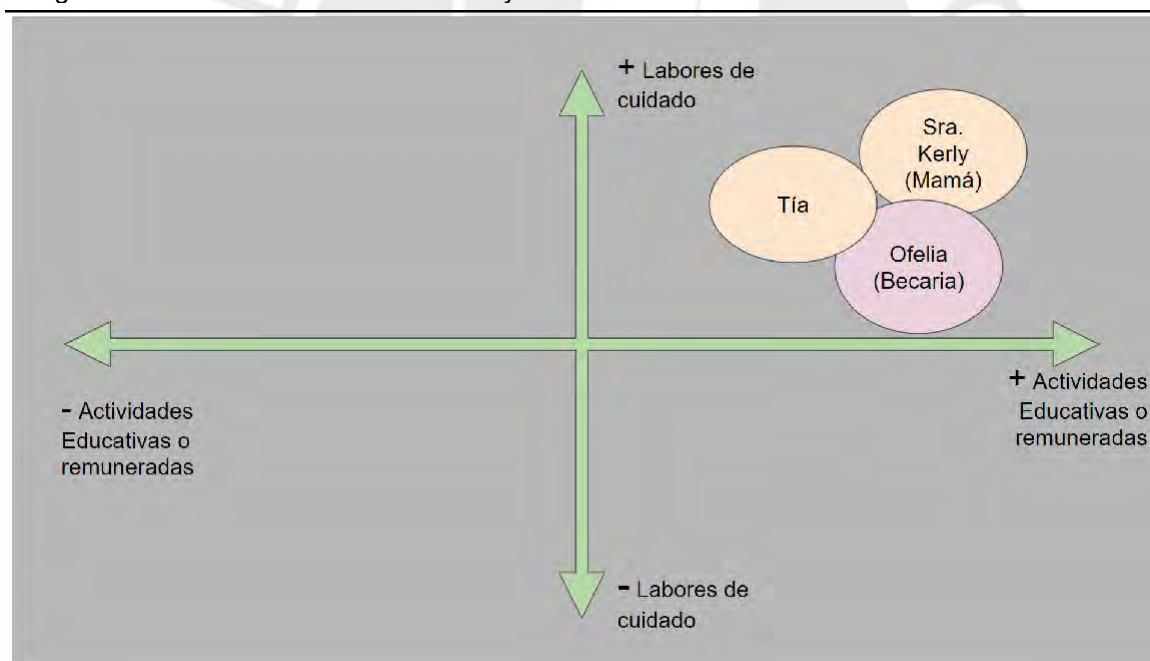 + Labores de
cuidado
Sra.
Kerly
(Mamá)
Tía
Ofelia
(Becaria)
- Actividades
Educativas o
remuneradas
+ Actividades
Educativas o
remuneradas
- Labores de
cuidado